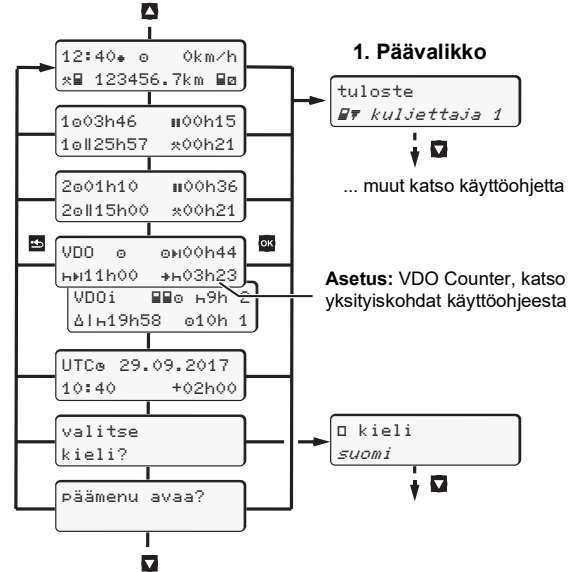 12:40● ⊙ 0km/h
123456.7km
1⊙03h46 00h15
1⊙‖25h57 00h21
2⊙01h10 00h36
2⊙‖15h00 00h21
VDO ⊙ ⊙00h44
11h00 03h23
VDOi ⊙ 9h 2
19h58 ⊙10h 1
UTC 29.09.2017
10:40 +02h00
valitse
kieli?
päämenu avaa?
OK
1. Päävalikko
tuloste
kuljettaja 1
... muut katso käyttöohjetta
Asetus: VDO Counter, katso
yksityiskohdat käyttöohjeesta
kieli
suomi